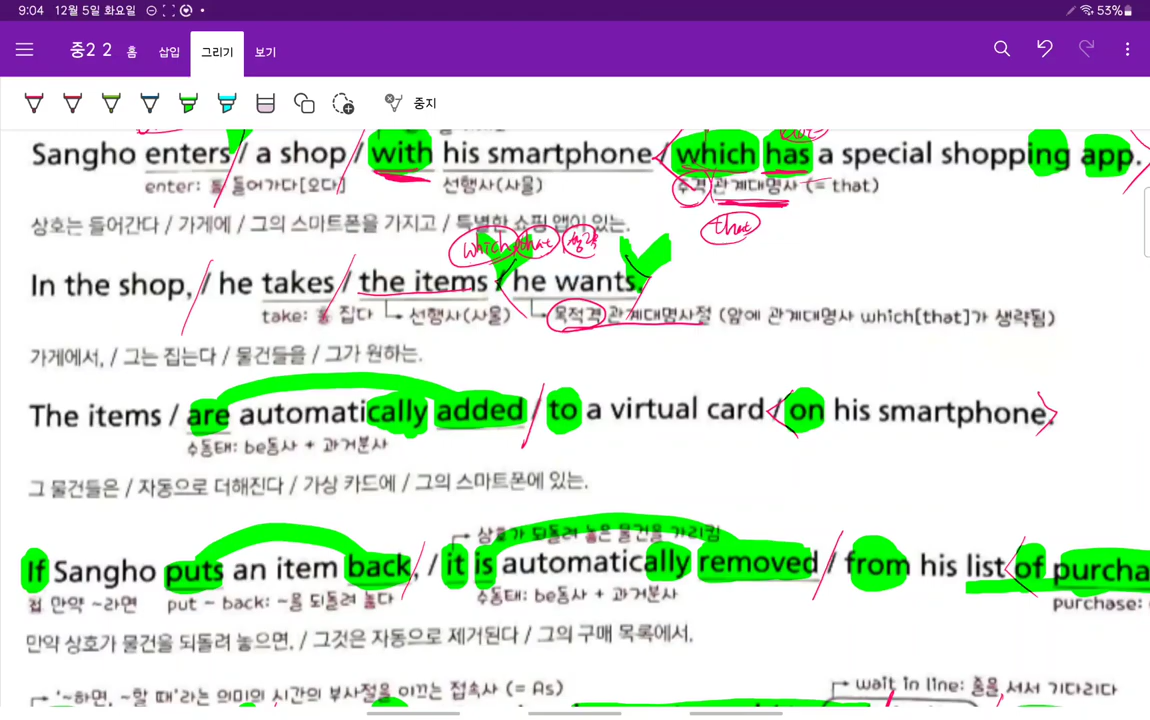 9:04 12월 5일 화요일 53%
중2 2 홈 삽입 그리기 보기
중지
Sangho enters / a shop / with his smartphone / which has a special shopping app.
enter: 통 들어가다[오다] 선행사(사물) 주격 관계대명사 (= that)
that
상호는 들어간다 / 가게에 / 그의 스마트폰을 가지고 / 특별한 쇼핑 앱이 있는.
which that 생략
In the shop, / he takes / the items / he wants.
take: 집다 선행사(사물) 목적격 관계대명사절 (앞에 관계대명사 which[that]가 생략됨)
가게에서, / 그는 집는다 / 물건들을 / 그가 원하는.
The items / are automatically added / to a virtual card / on his smartphone.
수동태: be동사 + 과거분사
그 물건들은 / 자동으로 더해진다 / 가상 카드에 / 그의 스마트폰에 있는.
상호가 되돌려 놓은 물건을 가리킴
If Sangho puts an item back, / it is automatically removed / from his list of purcha
접 만약 ~라면 put - back: ~을 되돌려 놓다 수동태: be동사 + 과거분사 purchase:
만약 상호가 물건을 되돌려 놓으면, / 그것은 자동으로 제거된다 / 그의 구매 목록에서.
'~하면, ~할 때'라는 의미의 시간의 부사절을 이끄는 접속사 (= As) wait in line: 줄을 서서 기다리다